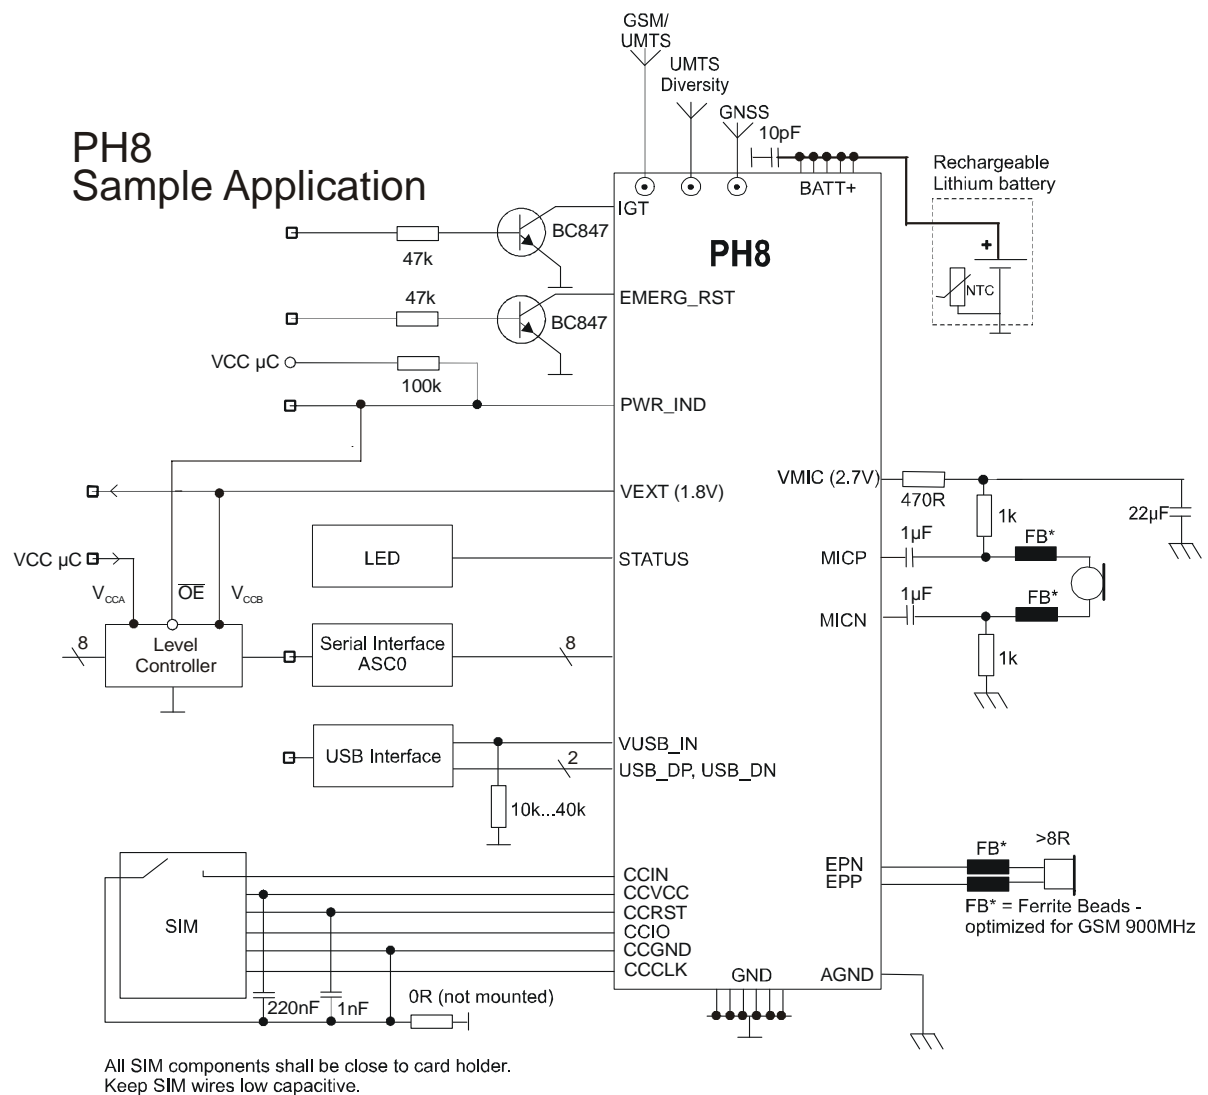 GSM/
UMTS
UMTS
Diversity
GNSS
10pF
PH8
Sample Application
Rechargeable
Lithium battery
BATT+
IGT
BC847
47k
PH8
+
NTC
47k
EMERG_RST
BC847
VCC µC
100k
PWR_IND
VMIC (2.7V)
470R
VEXT (1.8V)
1k
22µF
1µF
FB*
LED
STATUS
MICP
VCC µC
VCCA
OE
VCCB
1µF
FB*
MICN
8
Level
Controller
Serial Interface
ASC0
8
1k
USB Interface
VUSB_IN
2
USB_DP, USB_DN
10k...40k
>8R
FB*
EPN
EPP
FB* = Ferrite Beads -
optimized for GSM 900MHz
SIM
CCIN
CCVCC
CCRST
CCIO
CCGND
CCCLK
GND
AGND
220nF
1nF
0R (not mounted)
All SIM components shall be close to card holder.
Keep SIM wires low capacitive.